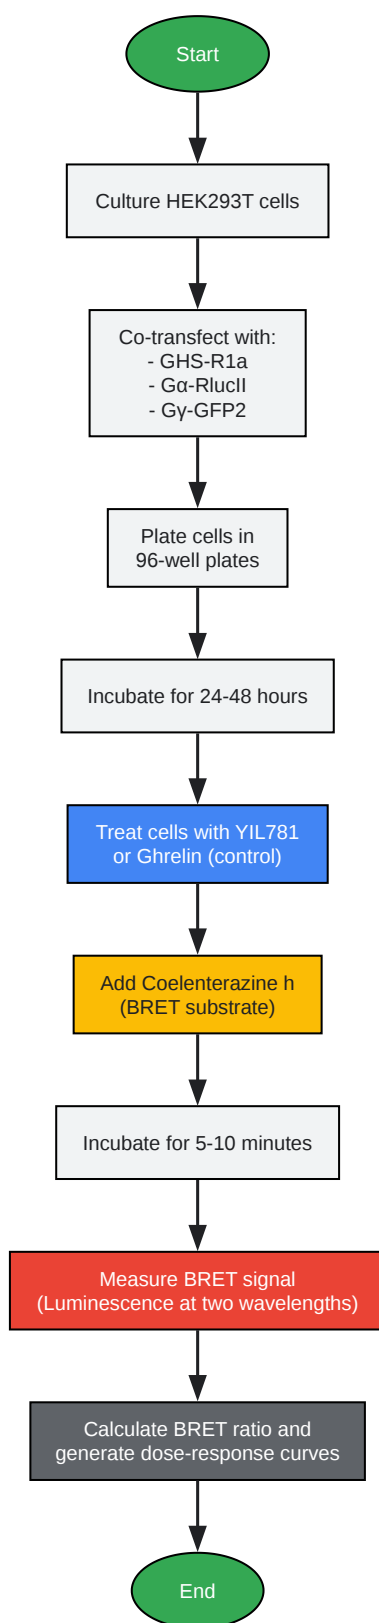 Start
Culture HEK293T cells
Co-transfect with:
- GHS-R1a
- Gα-RlucII
- Gγ-GFP2
Plate cells in
96-well plates
Incubate for 24-48 hours
Treat cells with YIL781
or Ghrelin (control)
Add Coelenterazine h
(BRET substrate)
Incubate for 5-10 minutes
Measure BRET signal
(Luminescence at two wavelengths)
Calculate BRET ratio and
generate dose-response curves
End